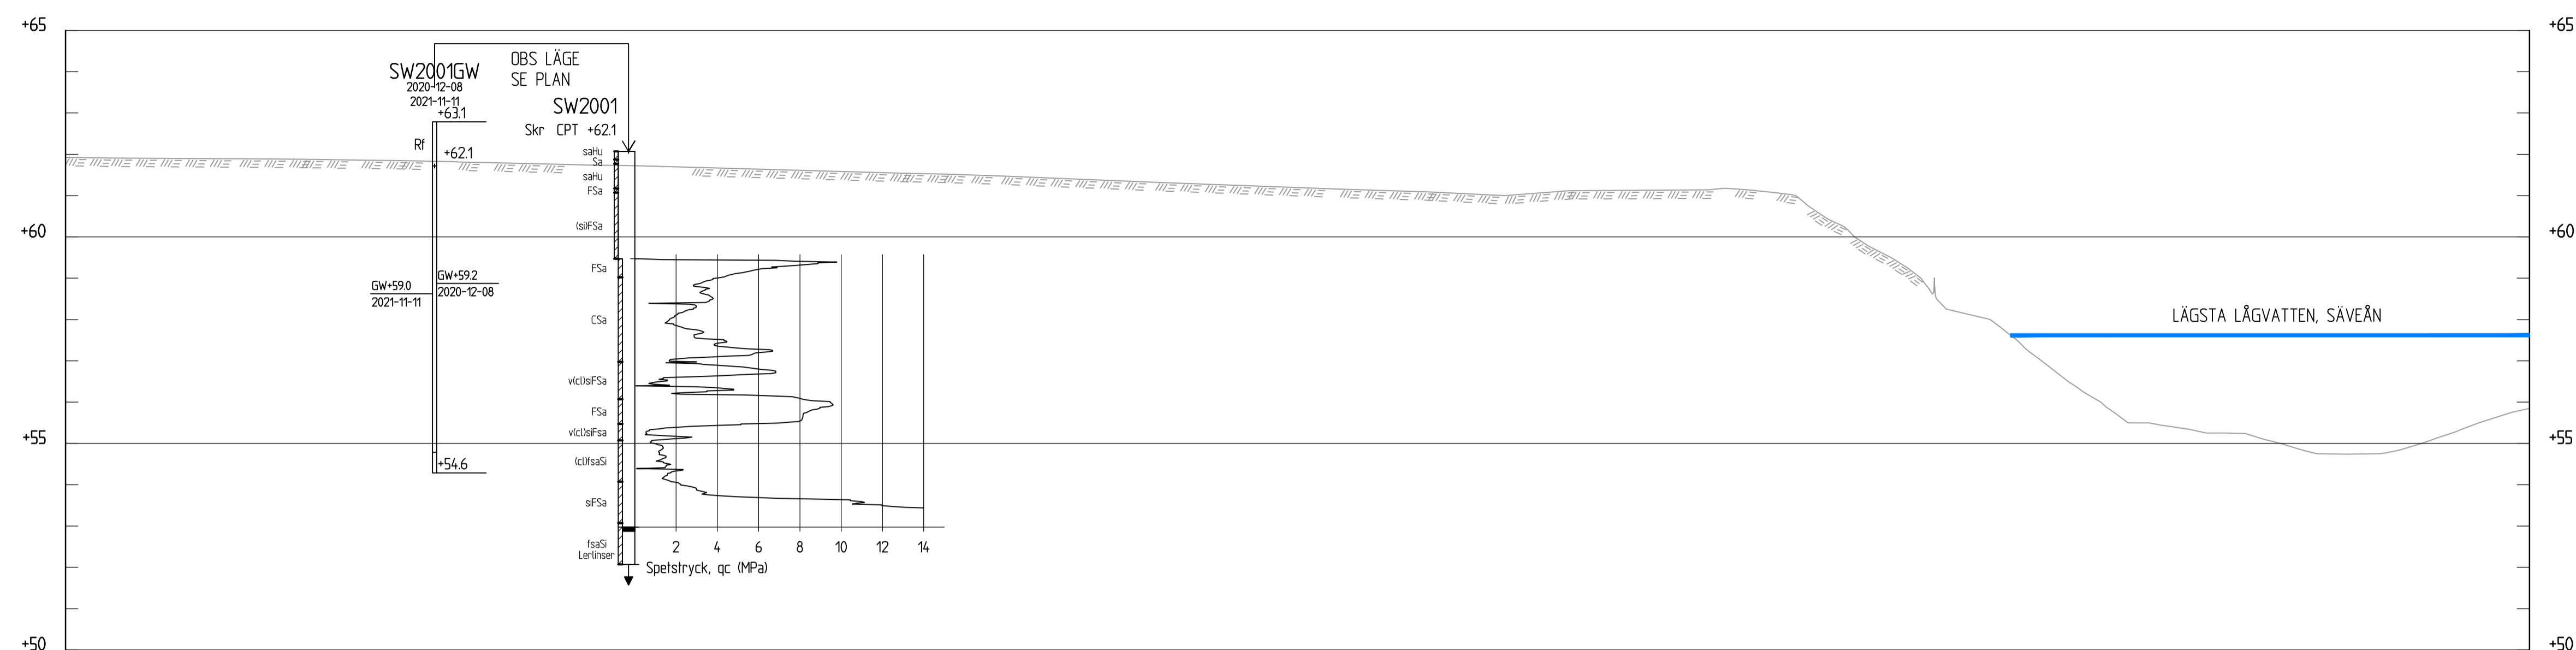 +65
+65
OBS LÄGE
SE PLAN
SW2001GW
2020-12-08
2021-11-11
+63.1
SW2001
Skr CPT +62.1
Rf
+62.1
saHu
Sa
saHu
FSa
(si)FSa
+60
+60
FSa
GW+59.2
2020-12-08
GW+59.0
2021-11-11
CSa
LÄGSTA LÅGVATTEN, SÄVEÅN
v(cl)siFSa
FSa
v(cl)siFsa
+55
+55
(cl)fsaSi
+54.6
siFSa
fsaSi
Lerlinser
2 4 6 8 10 12 14
Spetstryck, qc (MPa)
+50
+50